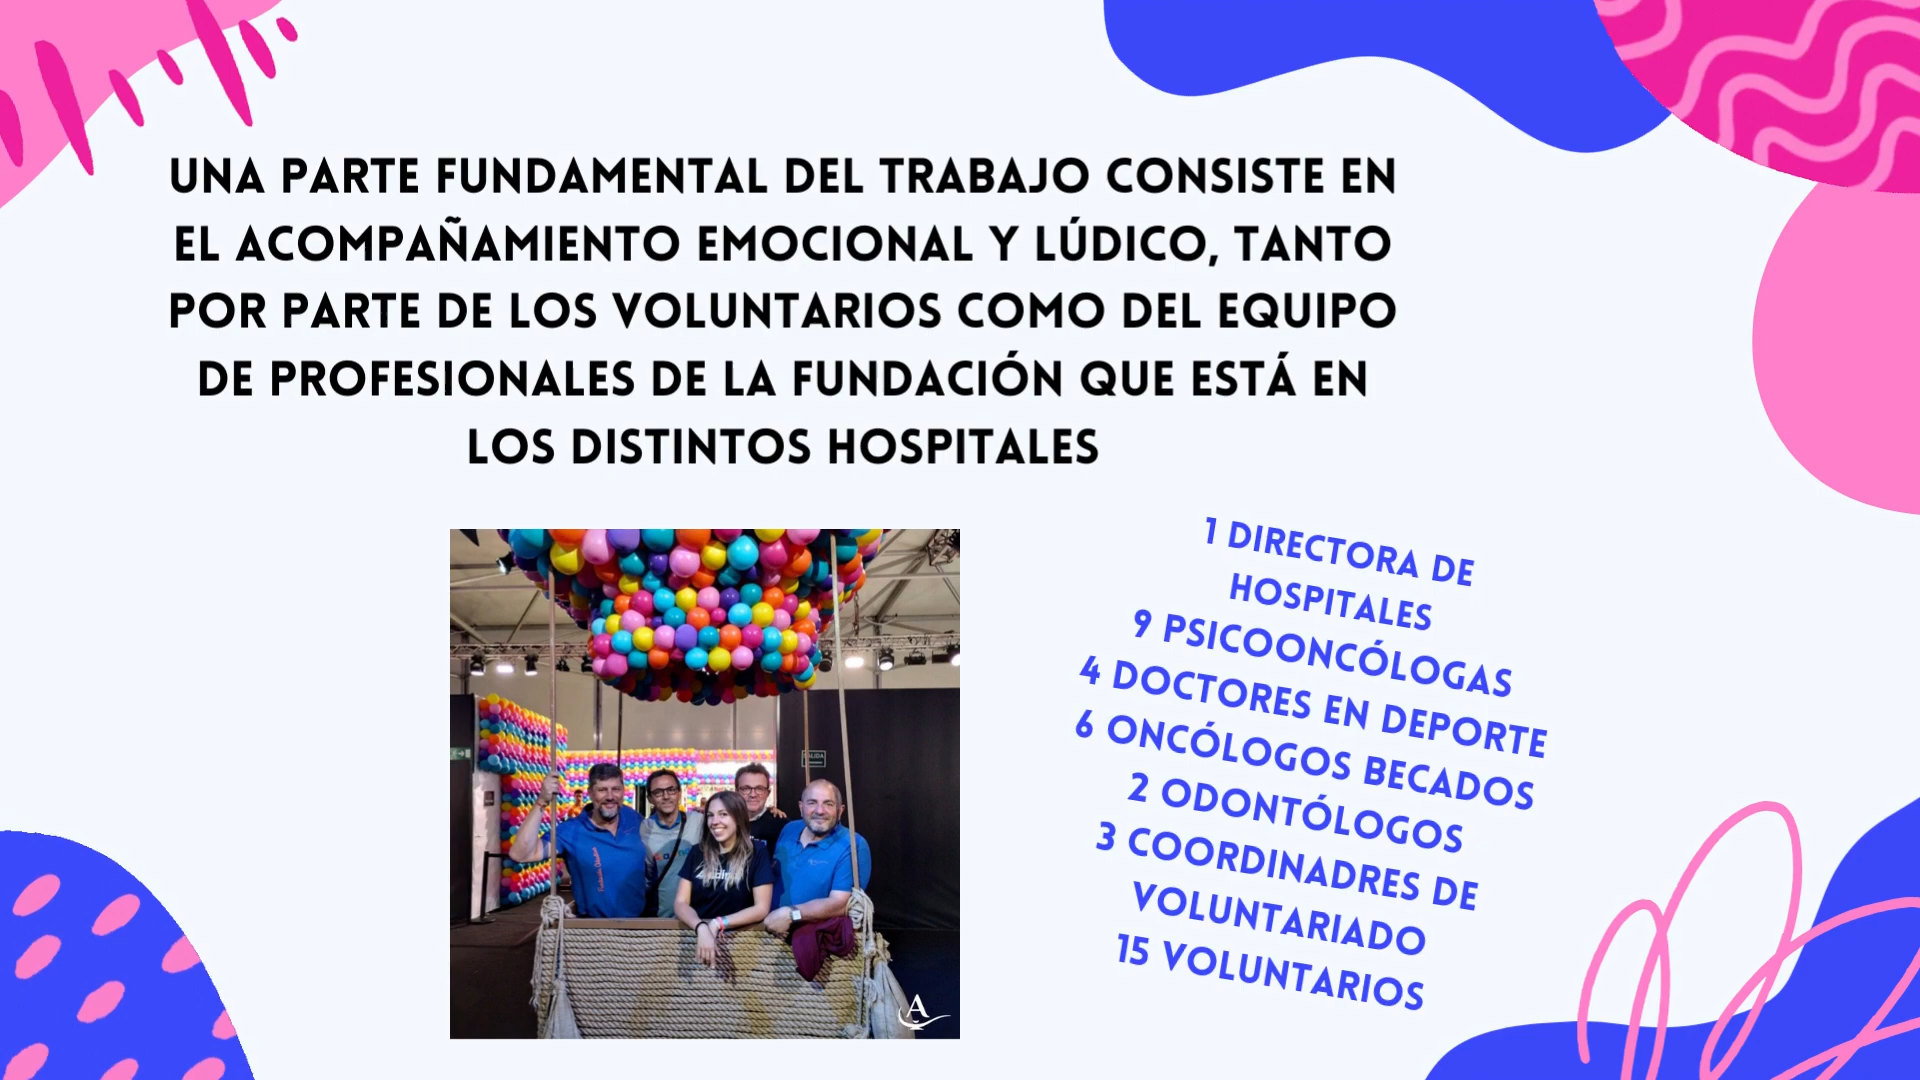 UNA PARTE FUNDAMENTAL DEL TRABAJO CONSISTE EN
EL ACOMPAÑAMIENTO EMOCIONAL Y LÚDICO, TANTO
POR PARTE DE LOS VOLUNTARIOS COMO DEL EQUIPO
DE PROFESIONALES DE LA FUNDACIÓN QUE ESTÁ EN
LOS DISTINTOS HOSPITALES
1 DIRECTORA DE
HOSPITALES
9 PSICOONCÓLOGAS
4 DOCTORES EN DEPORTE
6 ONCÓLOGOS BECADOS
2 ODONTÓLOGOS
3 COORDINADRES DE
VOLUNTARIADO
15 VOLUNTARIOS
SALIDA
A